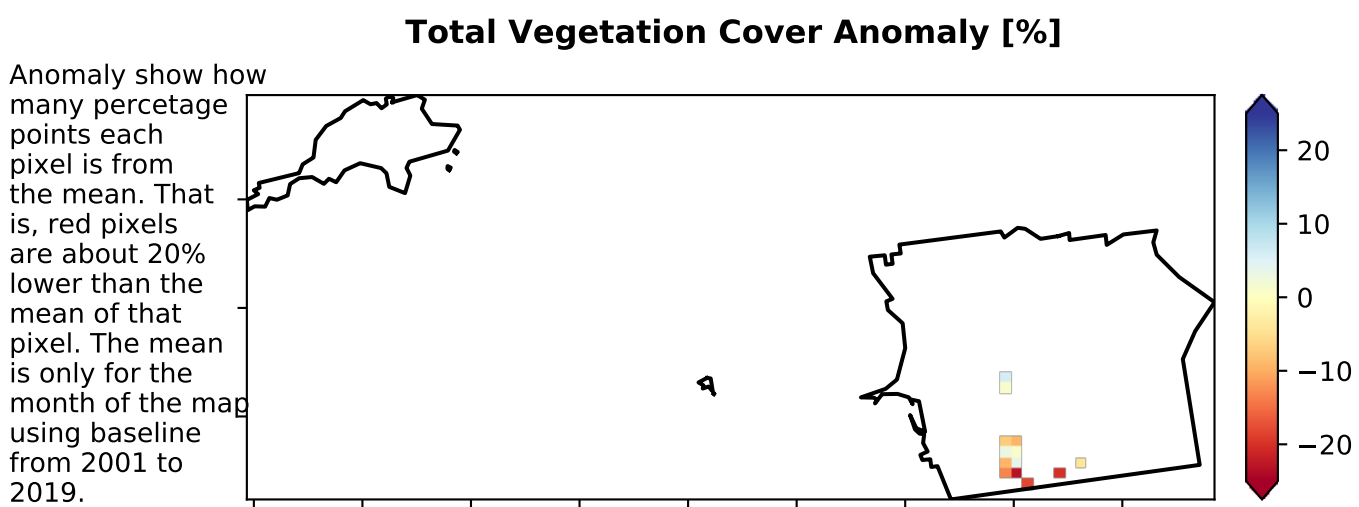 Total Vegetation Cover Anomaly [%]
Anomaly show how
many percetage
points each
pixel is from
the mean. That
is, red pixels
are about 20%
lower than the
mean of that
pixel. The mean
is only for the
month of the map
using baseline
from 2001 to
2019.
20
10
0
−10
−20